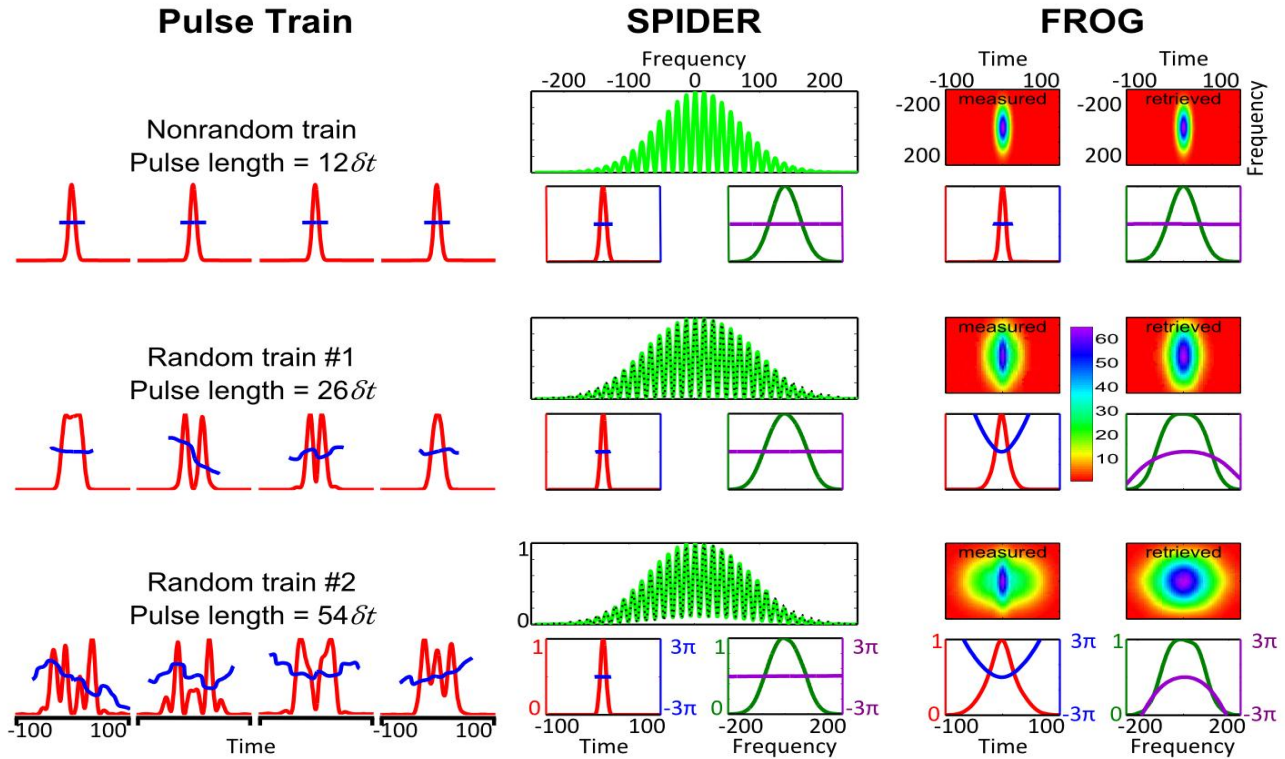 Pulse Train
SPIDER
FROG
Frequency
-200 -100 0 100 200
Time
-100 100
Time
-100 100
Nonrandom train
Pulse length = 12δt
-200
200
measured
-200
200
retrieved
Frequency
Random train #1
Pulse length = 26δt
measured
60
50
40
30
20
10
retrieved
Random train #2
Pulse length = 54δt
1
0
measured
retrieved
1
0
3π
-3π
1
0
3π
-3π
1
0
3π
-3π
1
0
3π
-3π
-100 100
Time
-100 100
-100 100
Time
-200 200
Frequency
-100 100
Time
-200 200
Frequency